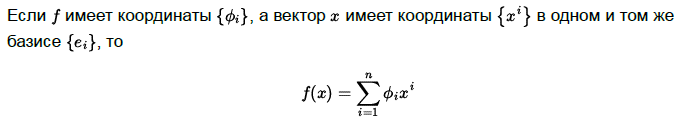 Если f имеет координаты {ϕᵢ}, а вектор x имеет координаты {xⁱ} в одном и том же
базисе {eᵢ}, то
f(x) = ∑ᵢ₌₁ⁿ ϕᵢxⁱ